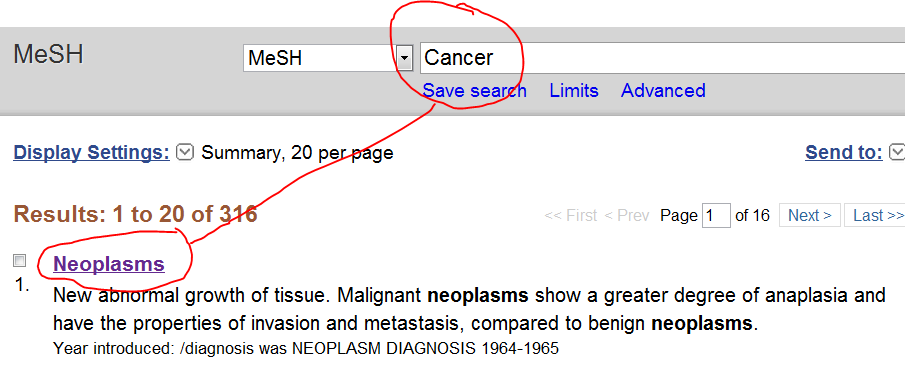 MeSH MeSH Cancer
Save search Limits Advanced
Display Settings: Summary, 20 per page Send to:
Results: 1 to 20 of 316 << First < Prev Page 1 of 16 Next > Last >>
Neoplasms
1.
New abnormal growth of tissue. Malignant neoplasms show a greater degree of anaplasia and
have the properties of invasion and metastasis, compared to benign neoplasms.
Year introduced: /diagnosis was NEOPLASM DIAGNOSIS 1964-1965